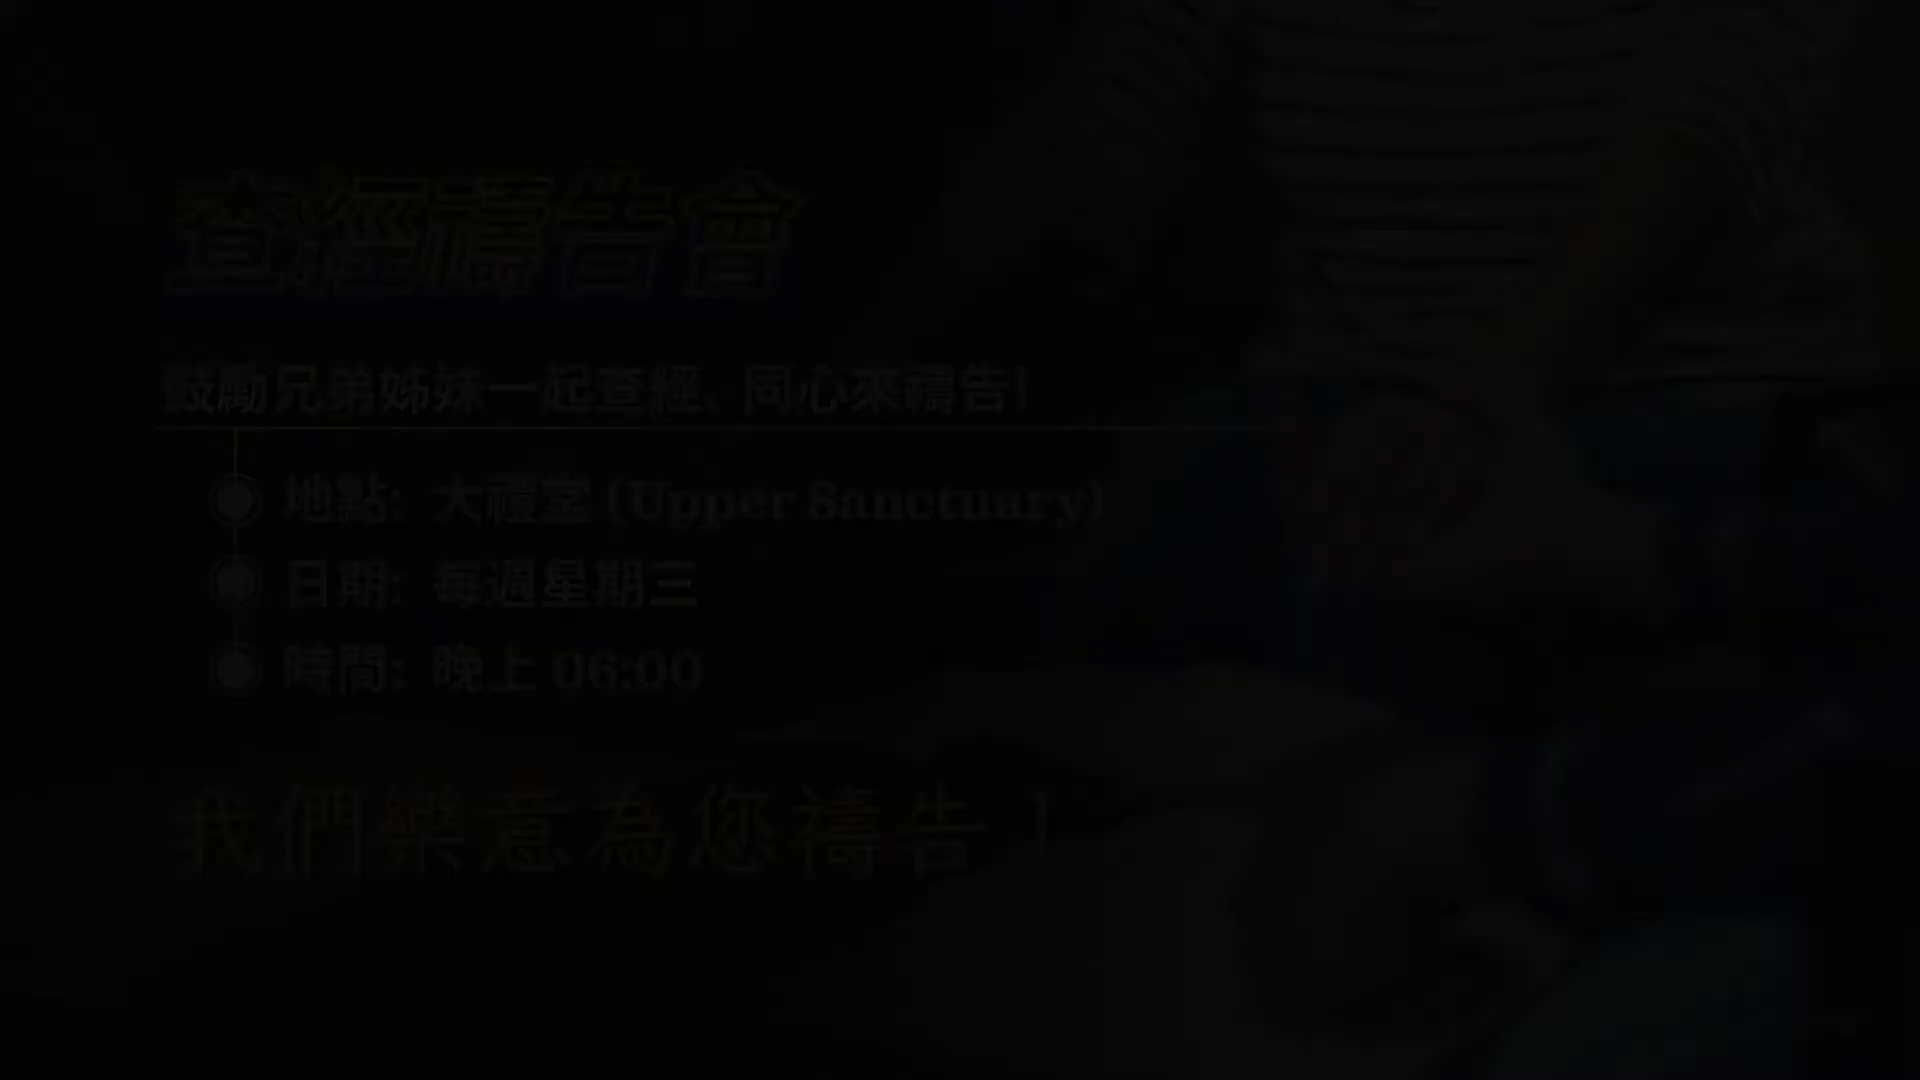 查經禱告會
鼓勵兄弟姊妹一起查經、同心來禱告!
地點: 大禮堂 (Upper Sanctuary)
日期: 每週星期三
時間: 晚上 06:00
我們樂意為您禱告！